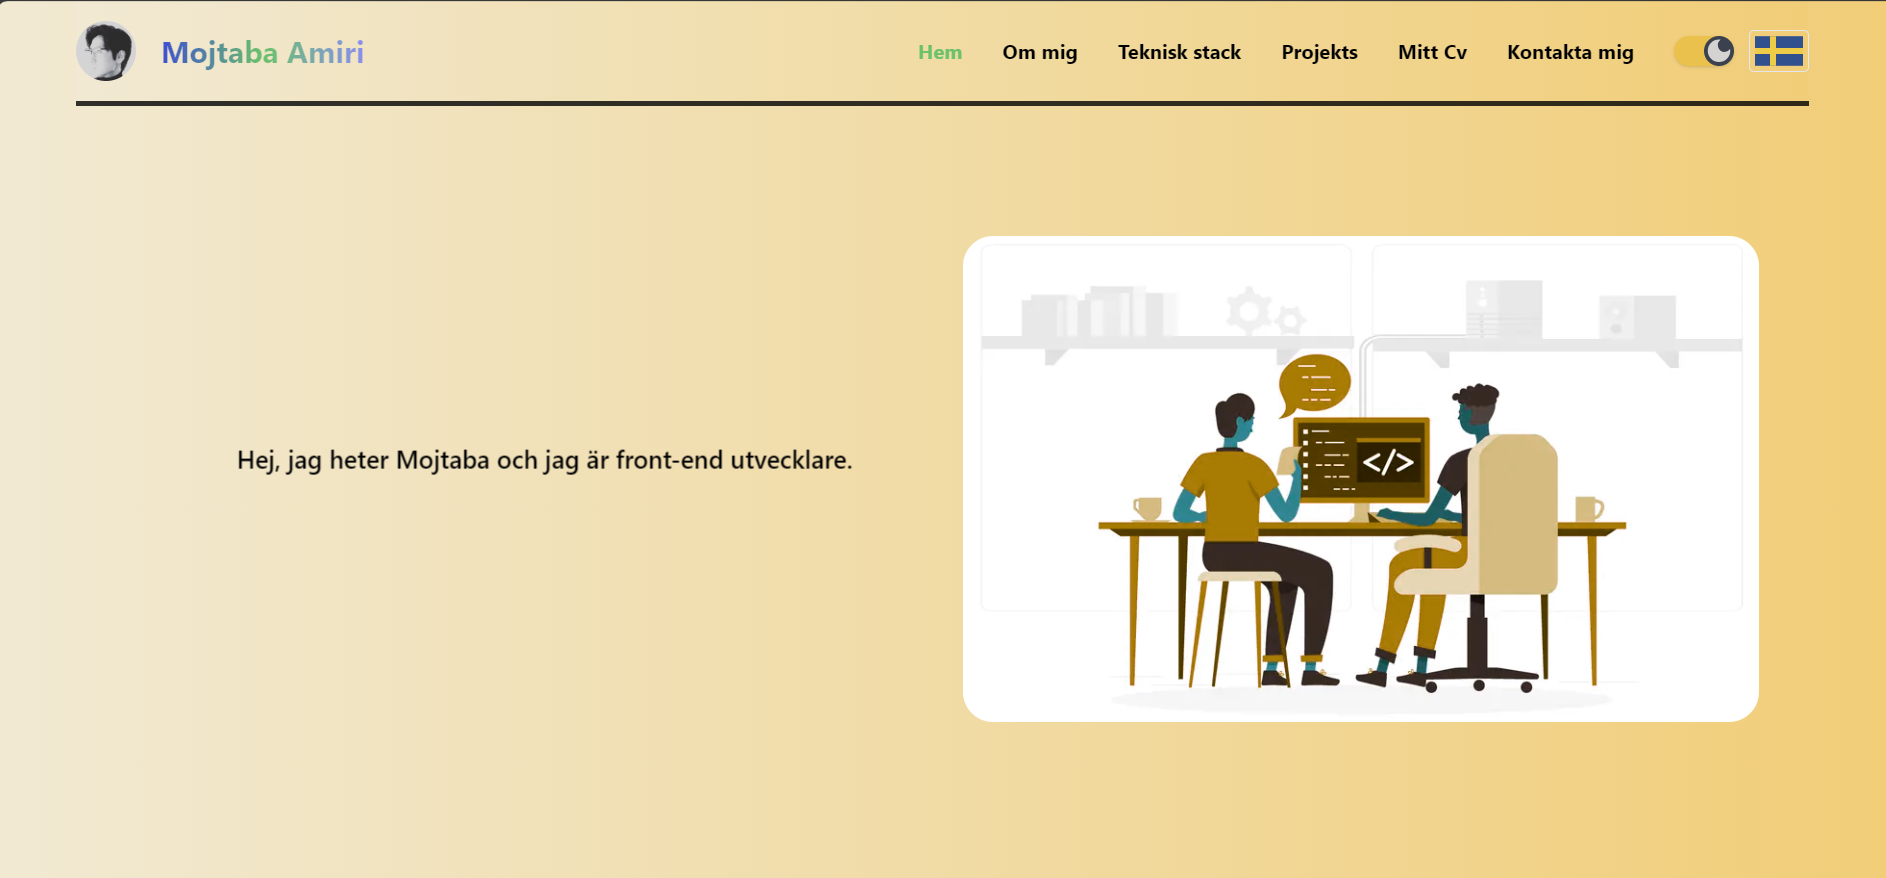 Mojtaba Amiri
Hem Om mig Teknisk stack Projekts Mitt Cv Kontakta mig
Hej, jag heter Mojtaba och jag är front-end utvecklare.
</>